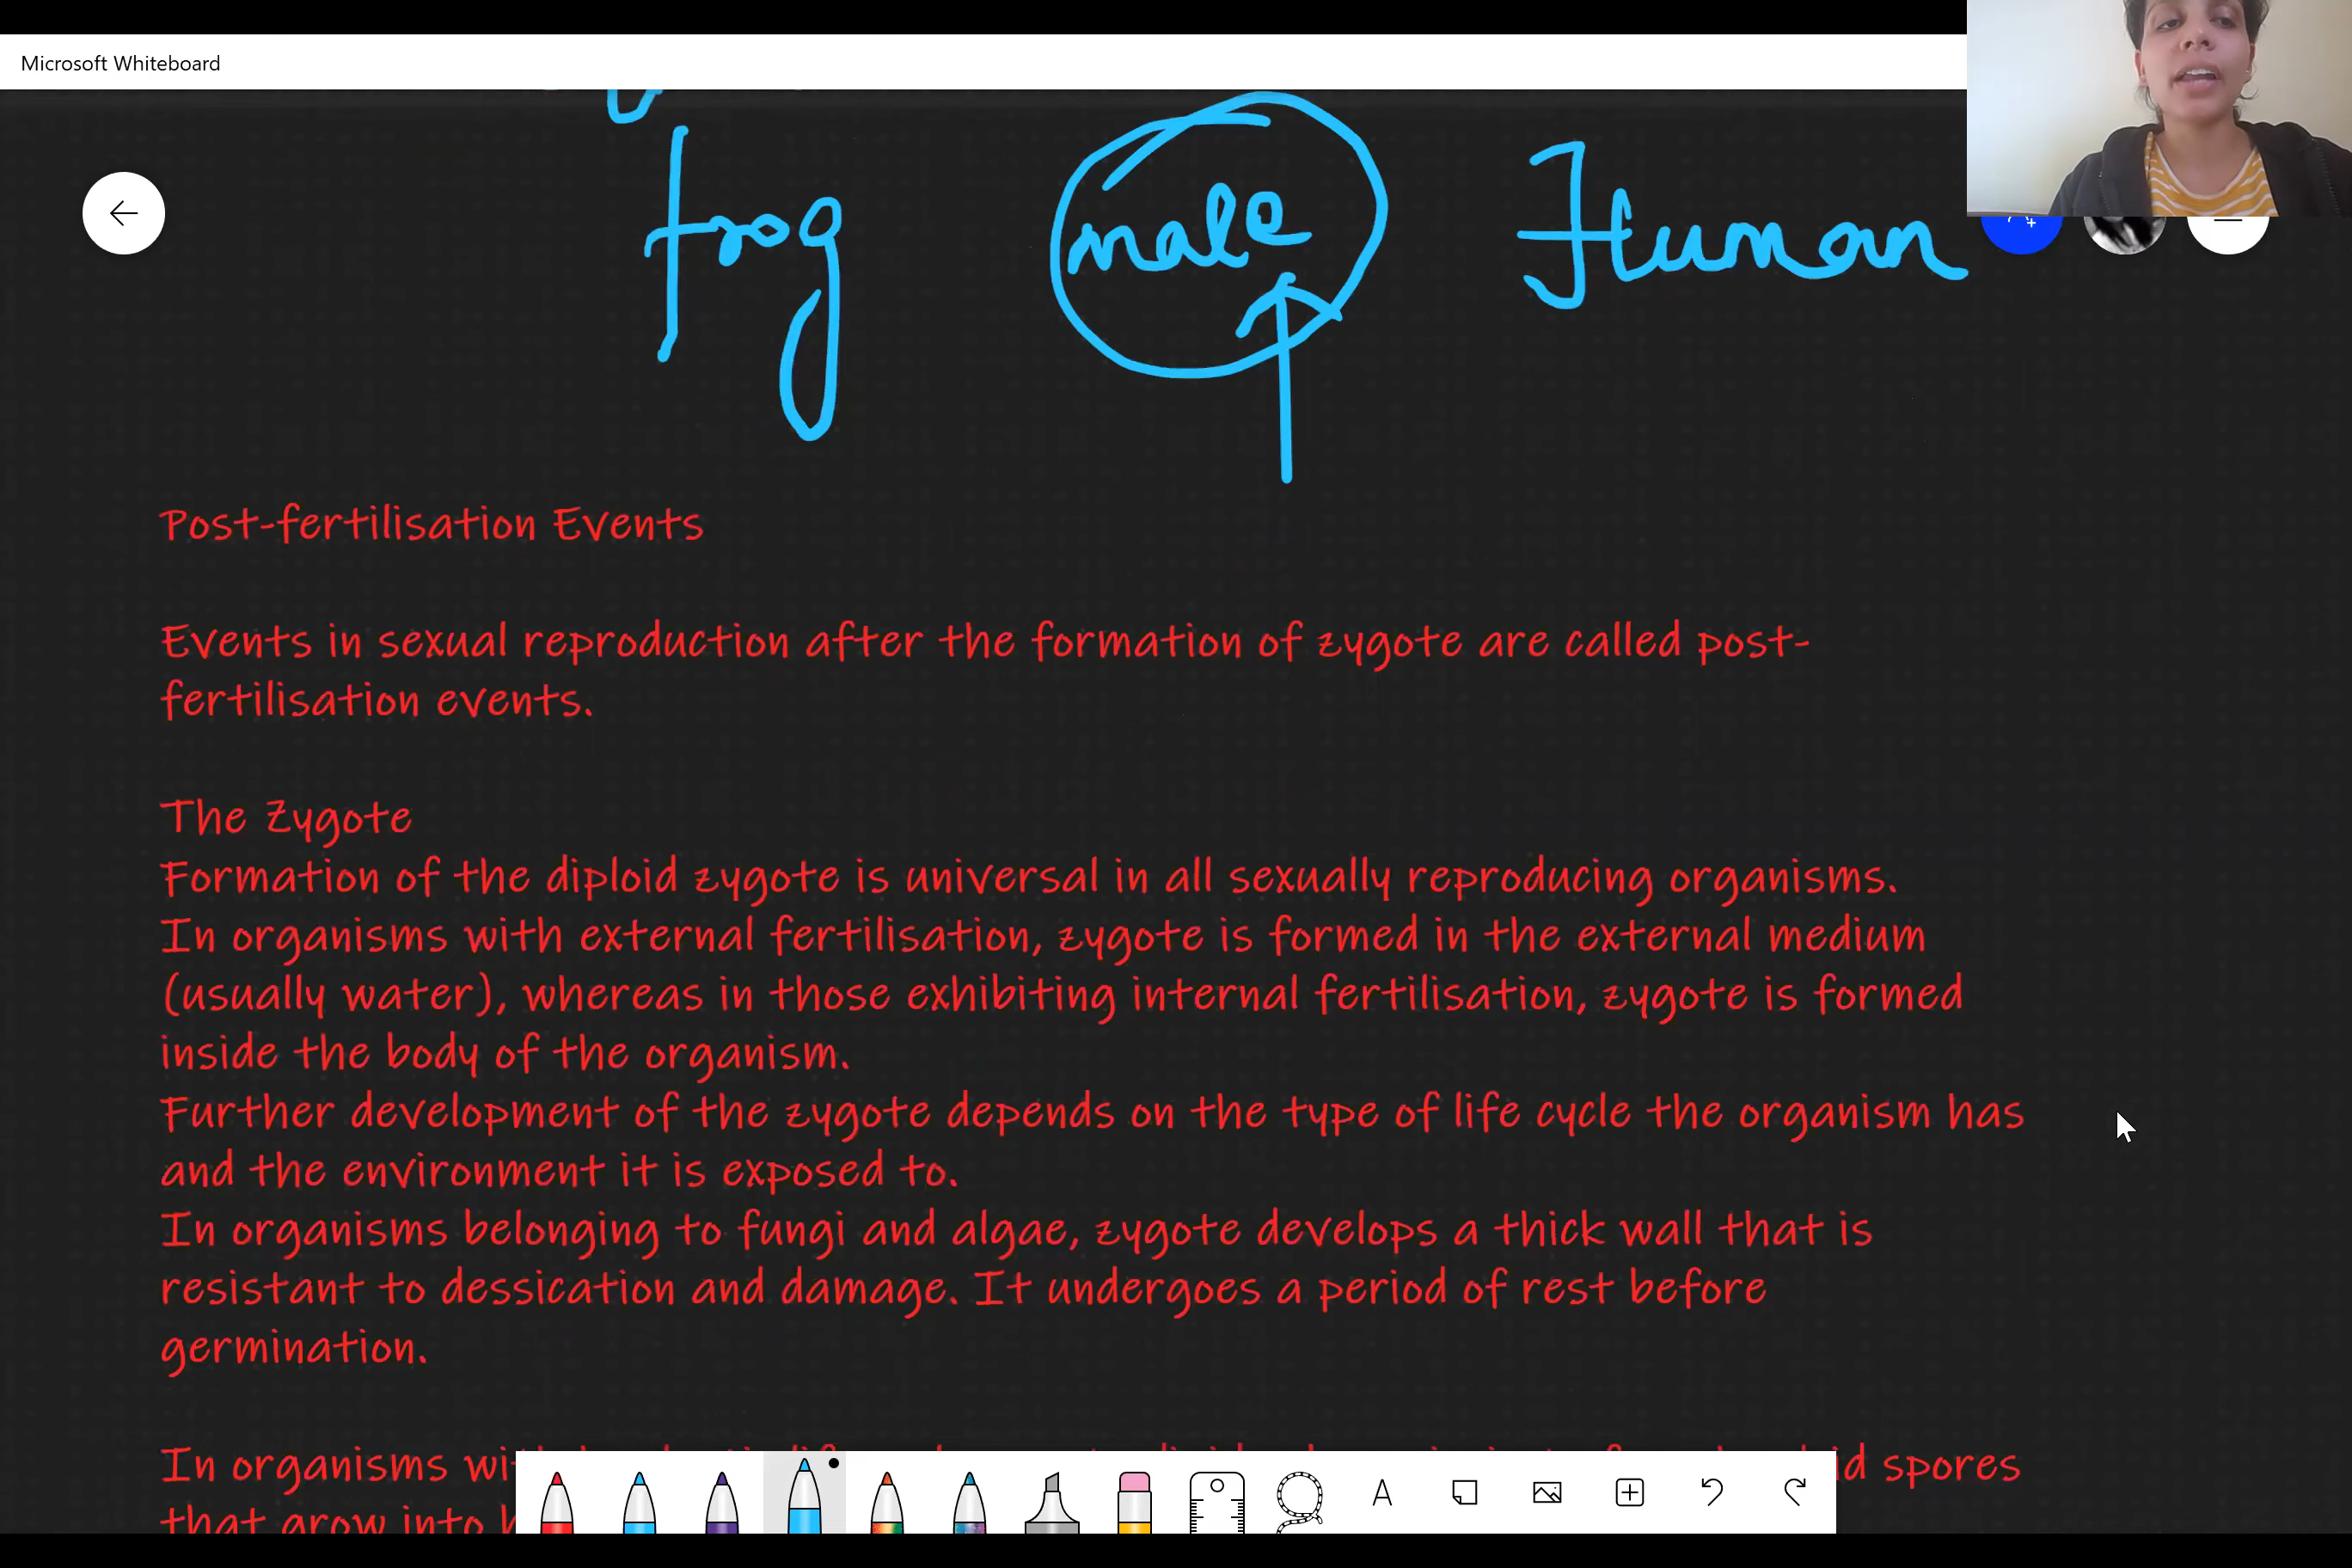 Microsoft Whiteboard
frog male Human
Post-fertilisation Events
Events in sexual reproduction after the formation of zygote are called post-
fertilisation events.
The Zygote
Formation of the diploid zygote is universal in all sexually reproducing organisms.
In organisms with external fertilisation, zygote is formed in the external medium
(usually water), whereas in those exhibiting internal fertilisation, zygote is formed
inside the body of the organism.
Further development of the zygote depends on the type of life cycle the organism has
and the environment it is exposed to.
In organisms belonging to fungi and algae, zygote develops a thick wall that is
resistant to dessication and damage. It undergoes a period of rest before
germination.
In organisms spores
that grow into